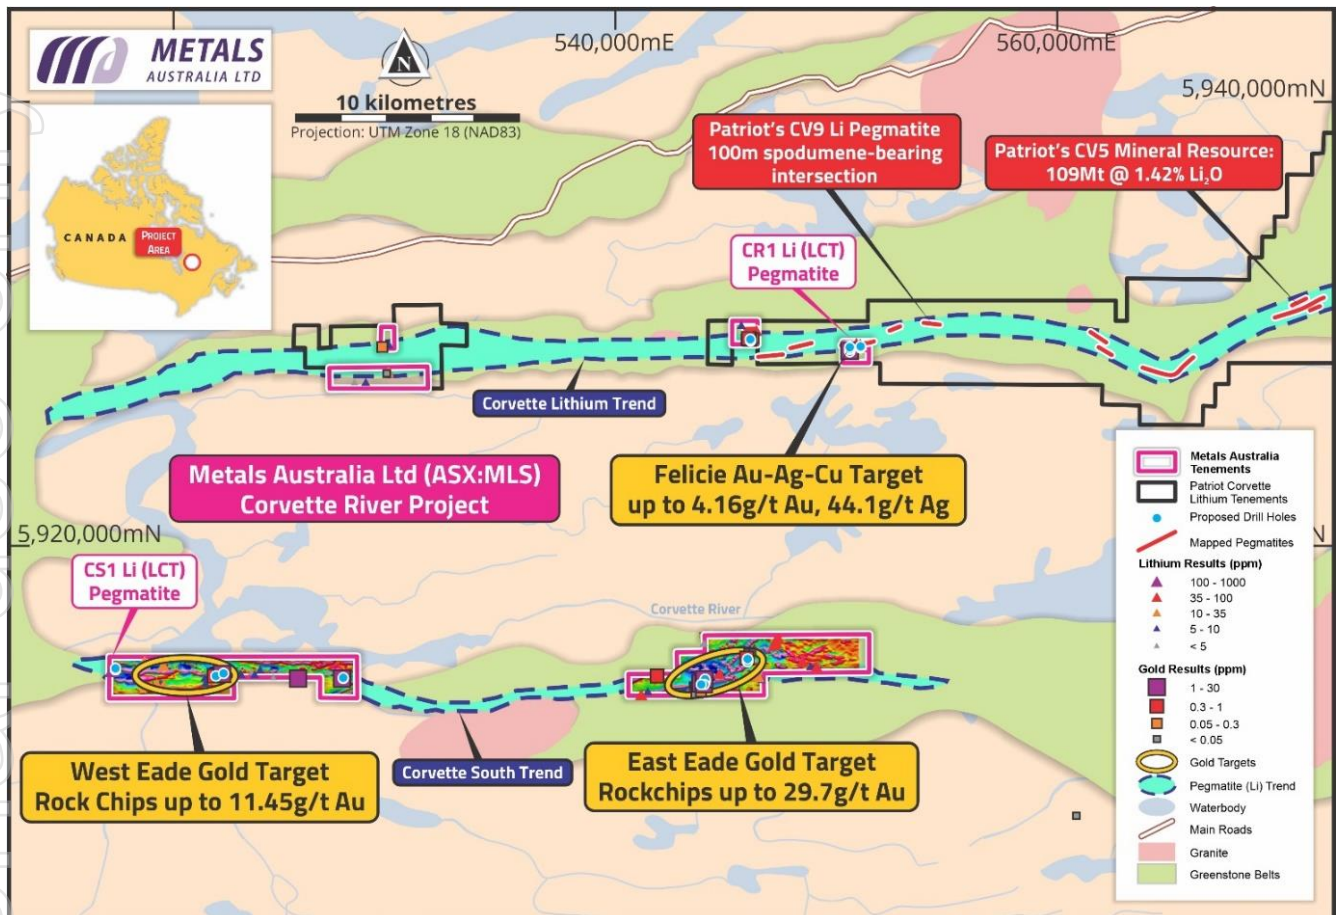 METALS
AUSTRALIA LTD
N
10 kilometres
Projection: UTM Zone 18 (NAD83)
540,000mE
560,000mE
5,940,000mN
CANADA
PROJECT
AREA
Patriot's CV9 Li Pegmatite
100m spodumene-bearing
intersection
Patriot's CV5 Mineral Resource:
109Mt @ 1.42% Li₂O
CR1 Li (LCT)
Pegmatite
Corvette Lithium Trend
Metals Australia Ltd (ASX:MLS)
Corvette River Project
Felicie Au-Ag-Cu Target
up to 4.16g/t Au, 44.1g/t Ag
5,920,000mN
N
CS1 Li (LCT)
Pegmatite
Corvette River
West Eade Gold Target
Rock Chips up to 11.45g/t Au
Corvette South Trend
East Eade Gold Target
Rockchips up to 29.7g/t Au
Metals Australia
Tenements
Patriot Corvette
Lithium Tenements
Proposed Drill Holes
Mapped Pegmatites
Lithium Results (ppm)
100 - 1000
35 - 100
10 - 35
5 - 10
< 5
Gold Results (ppm)
1 - 30
0.3 - 1
0.05 - 0.3
< 0.05
Gold Targets
Pegmatite (Li) Trend
Waterbody
Main Roads
Granite
Greenstone Belts